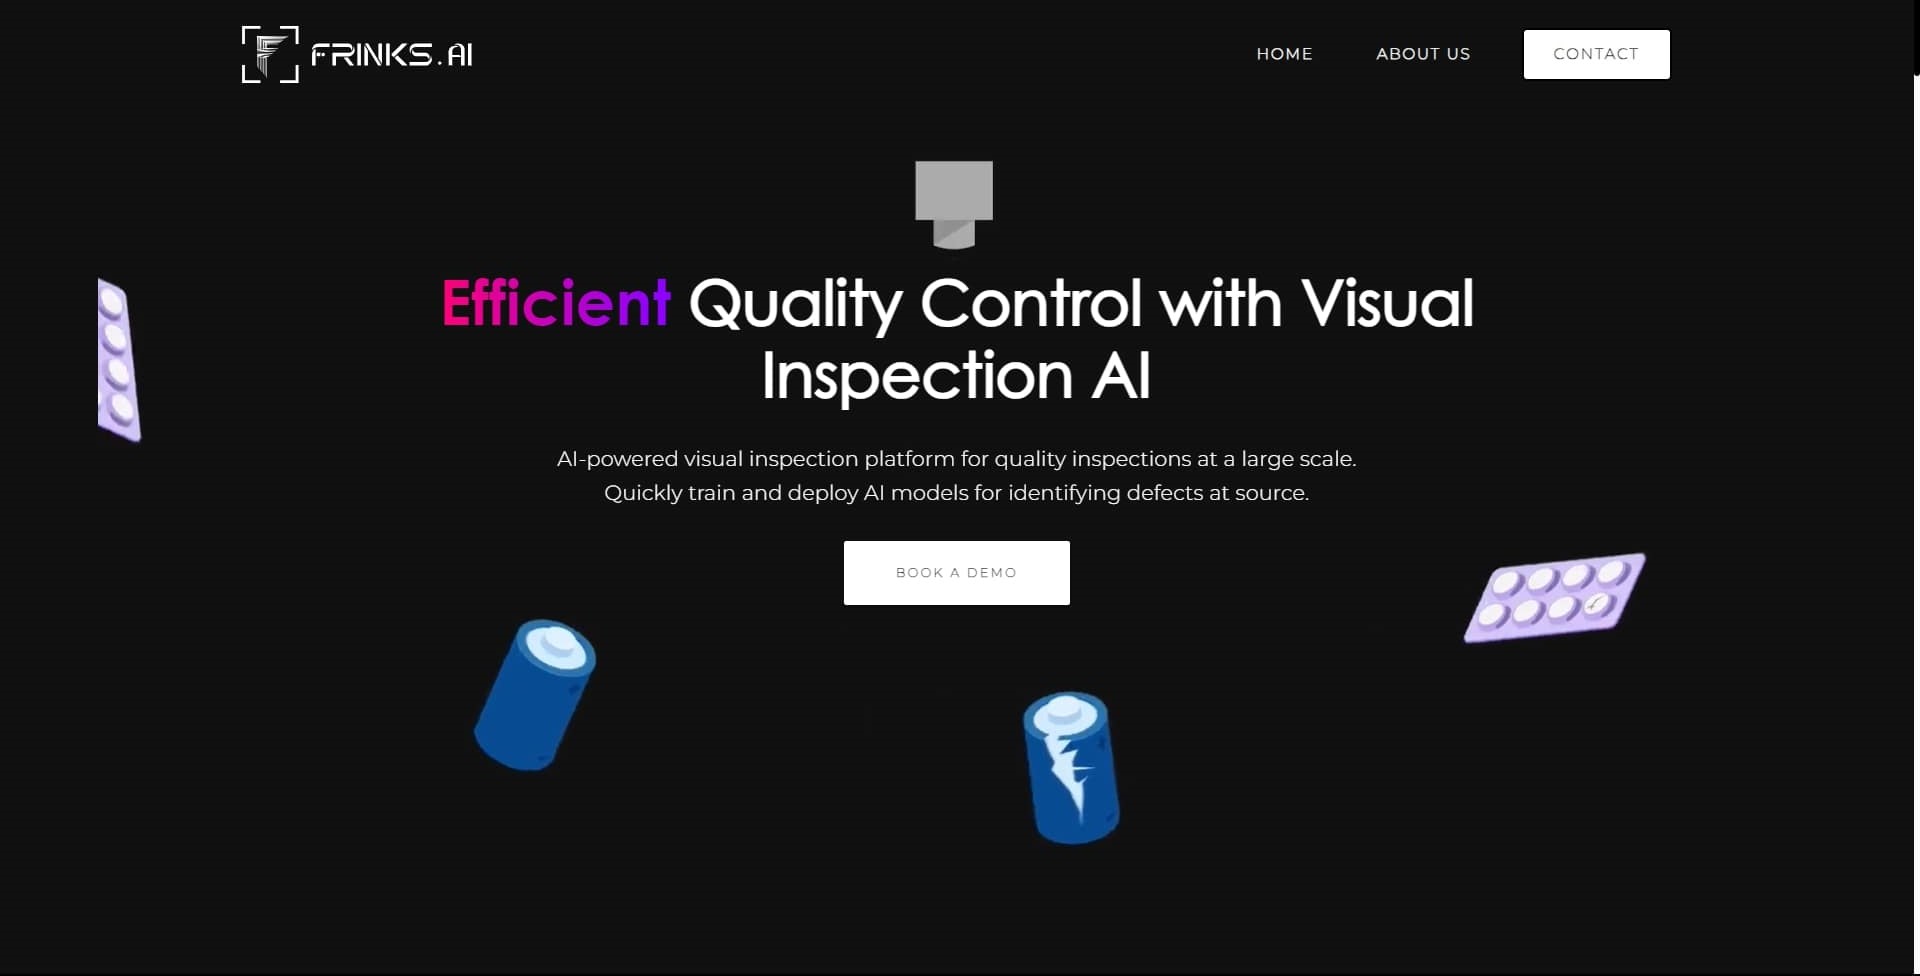 FRINKS.AI
HOME
ABOUT US
CONTACT
Efficient Quality Control with Visual
Inspection AI
AI-powered visual inspection platform for quality inspections at a large scale.
Quickly train and deploy AI models for identifying defects at source.
BOOK A DEMO